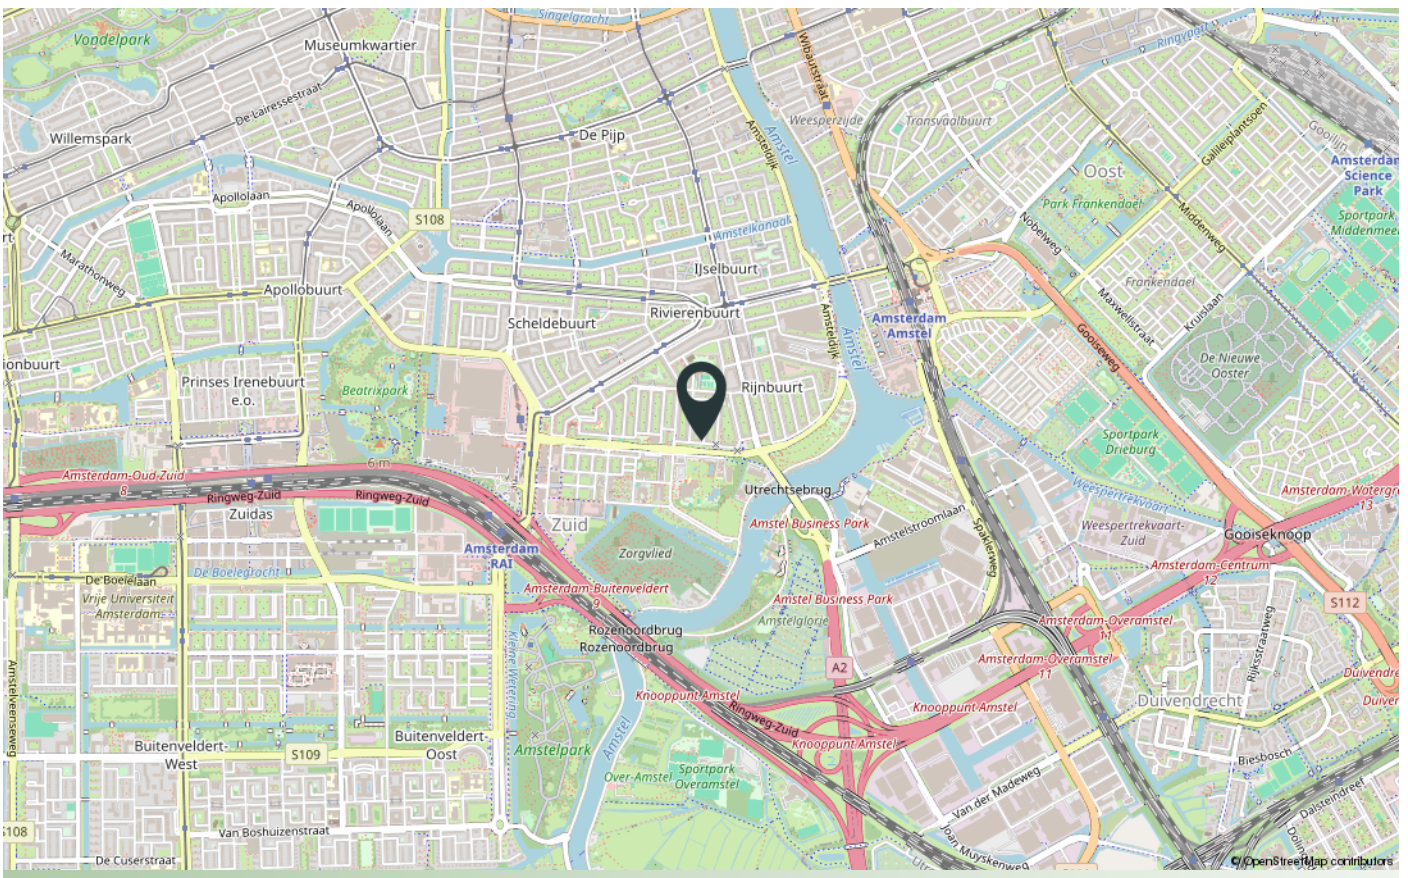 Vondelpark
Museumkwartier
Singelgracht
Wibautstraat
Ringvaart
De Lairessestraat
Willemspark
De Pijp
Amsteldijk
Amstel
Weesperzijde
Transvaalbuurt
Galileïplantsoen
Gooilijn
Amsterdam
Science
Park
Oost
Park Frankendael
Middenweg
Sportpark
Middenmeer
Apollolaan
Apollolaan
S108
Amstelkanaal
Nobelweg
Marathonweg
Apollobuurt
IJselbuurt
Frankendael
Kruislaan
Maxwellstraat
Scheldebuurt
Rivierenbuurt
Amsteldijk
Amstel
Amsterdam
Amstel
Gooiseweg
De Nieuwe
Ooster
ionbuurt
Prinses Irenebuurt
e.o.
Beatrixpark
Rijnbuurt
Sportpark
Drieburg
Amsterdam-Oud-Zuid
8
6 m
Ringweg-Zuid
Ringweg-Zuid
Zuidas
Utrechtsebrug
Weespertrekvaart
Amsterdam-Watergr
13
Zuid
Amstel Business Park
Amstelstroomlaan
Spaklerweg
Weespertrekvaart-
Zuid
Gooiseknoop
Amsterdam
RAI
Zorgvlied
De Boelelaan
De Boelegracht
Vrije Universiteit
Amsterdam
Amsterdam-Buitenveldert
9
Amstel Business Park
Amstelglorie
Amsterdam-Centrum
12
S112
Rozenoordbrug
Rozenoordbrug
Amsterdam-Overamstel
11
Amsterdam-Overamstel
11
Rijksstraatweg
Kleine Wetering
A2
Amstelveenseweg
Knooppunt Amstel
Ringweg-Zuid
Knooppunt Amstel
Knooppunt Amstel
Duivendrecht
Duivendre
Duiven
Buitenveldert-
West
S109
Buitenveldert-
Oost
Amstelpark
Amstel
Over-Amstel
Sportpark
Overamstel
Biesbosch
Van der Madeweg
Dalsteindreef
S108
Van Boshuizenstraat
De Cuserstraat
Joan Muyskenweg
© OpenStreetMap contributors